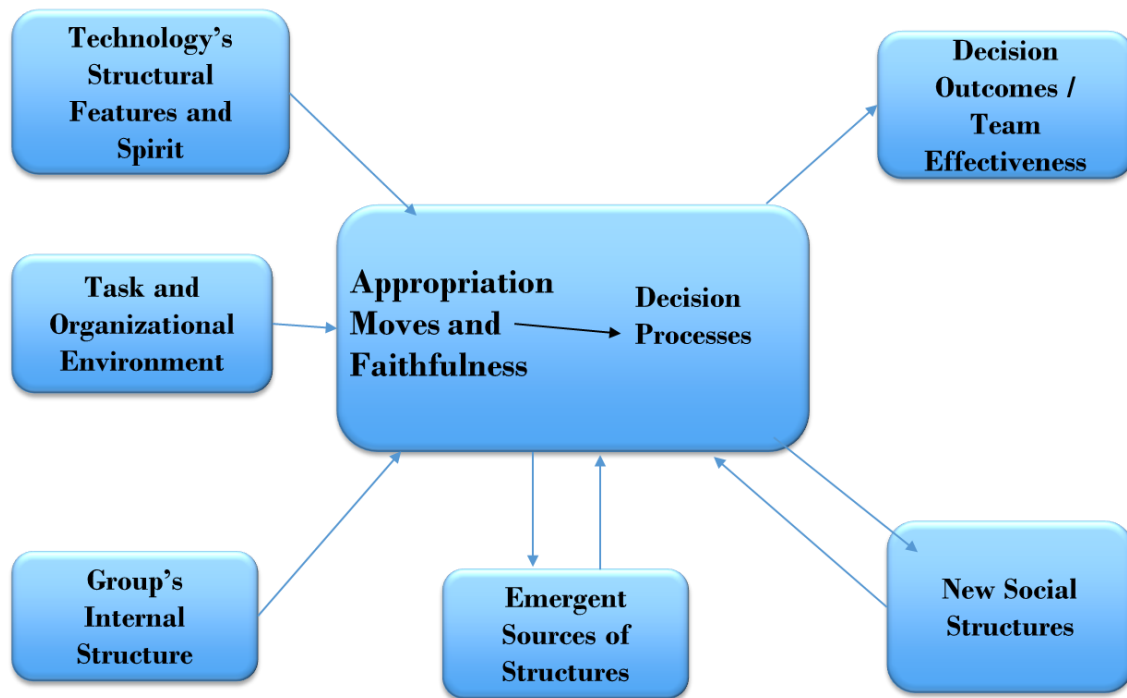 Technology’s
Structural
Features and
Spirit
Decision
Outcomes /
Team
Effectiveness
Task and
Organizational
Environment
Appropriation
Moves and
Faithfulness
Decision
Processes
Group’s
Internal
Structure
Emergent
Sources of
Structures
New Social
Structures